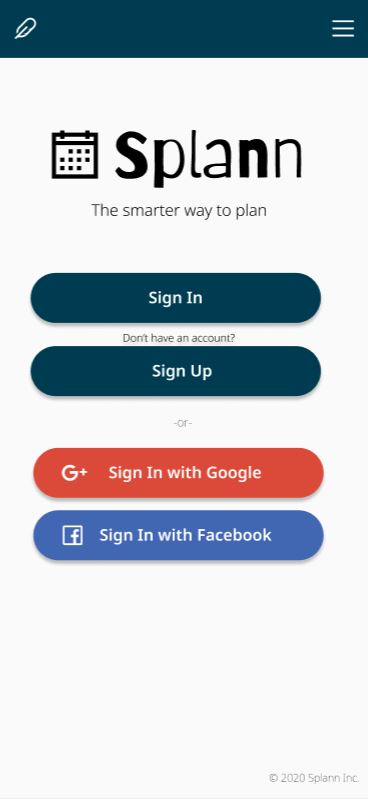 Splann
The smarter way to plan
Sign In
Don't have an account?
Sign Up
-or-
G+ Sign In with Google
f Sign In with Facebook
© 2020 Splann Inc.